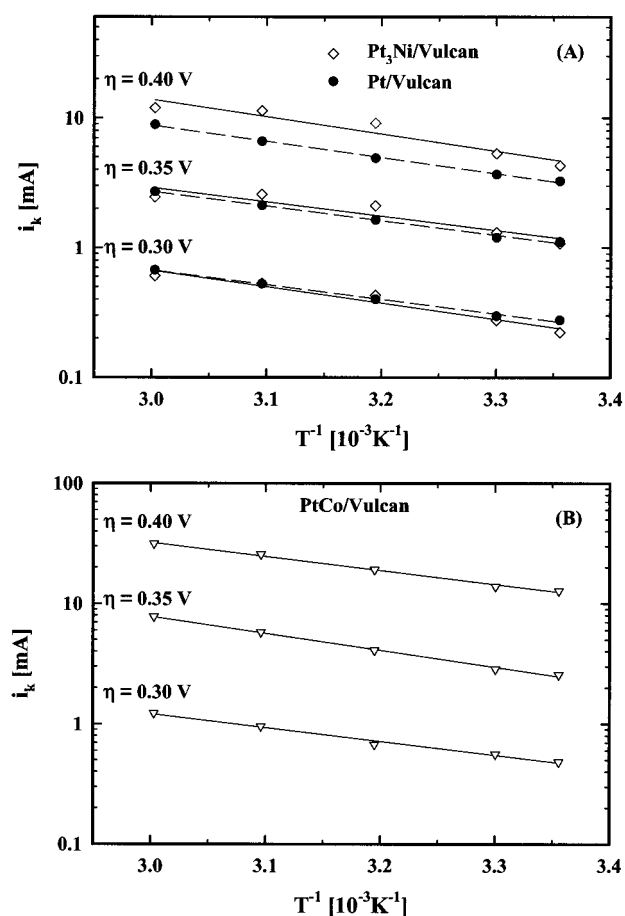 Pt₃Ni/Vulcan (A)
Pt/Vulcan
η = 0.40 V
10
η = 0.35 V
1
η = 0.30 V
0.1
iₖ [mA]
3.0 3.1 3.2 3.3 3.4
T⁻¹ [10⁻³K⁻¹]
100
PtCo/Vulcan (B)
η = 0.40 V
10
η = 0.35 V
η = 0.30 V
1
0.1
iₖ [mA]
3.0 3.1 3.2 3.3 3.4
T⁻¹ [10⁻³K⁻¹]